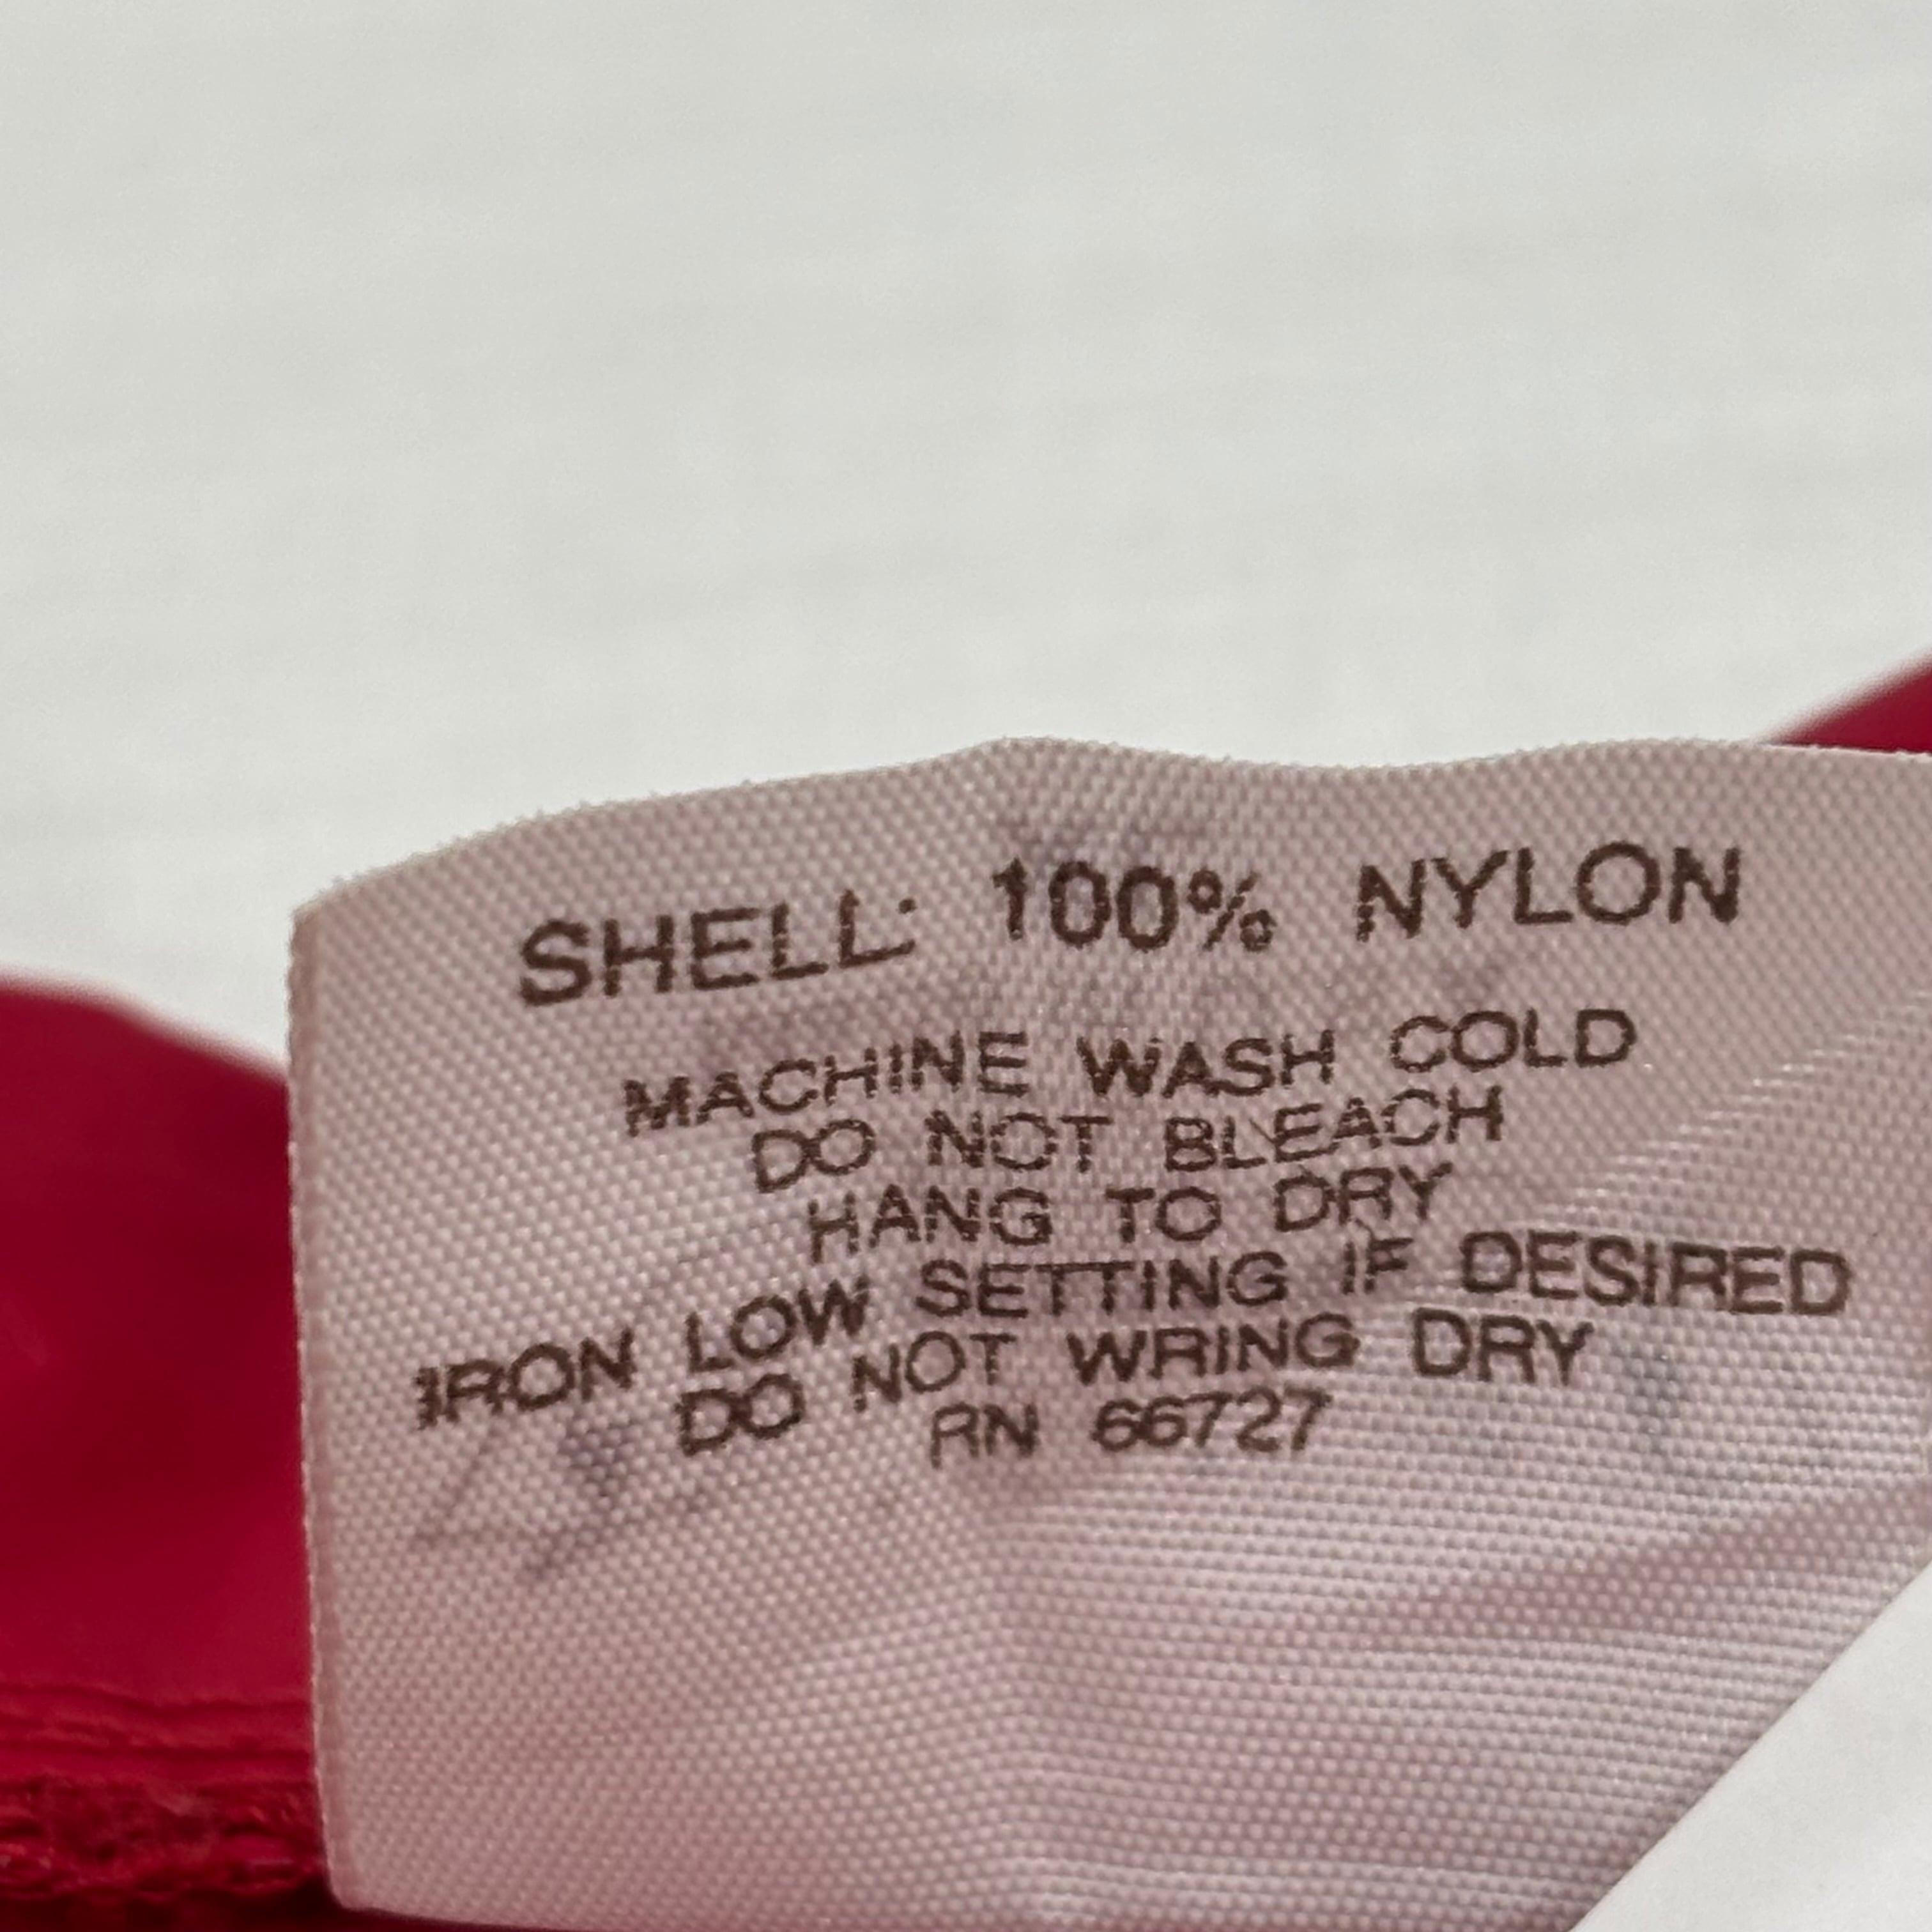 SHELL: 100% NYLON
MACHINE WASH COLD
DO NOT BLEACH
HANG TO DRY
IRON LOW SETTING IF DESIRED
DO NOT WRING DRY
RN 66727